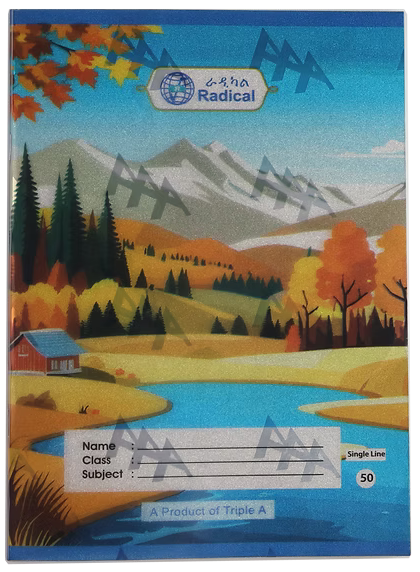 ራዲካል
Radical
Name :
Class :
Subject :
Single Line
50
A Product of Triple A